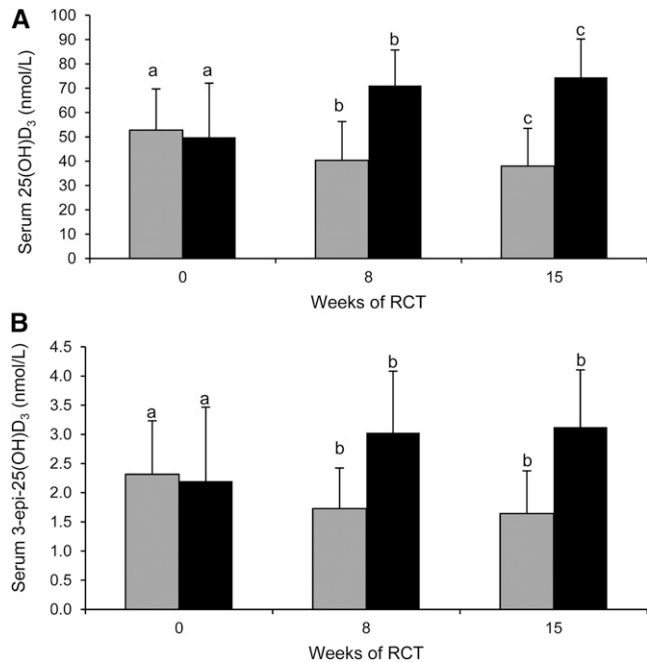 A
Serum 25(OH)D3 (nmol/L)
100
90
80
70
60
50
40
30
20
10
0
a
a
b
b
c
c
0
8
15
Weeks of RCT
B
Serum 3-epi-25(OH)D3 (nmol/L)
4.5
4.0
3.5
3.0
2.5
2.0
1.5
1.0
0.5
0.0
a
a
b
b
b
b
0
8
15
Weeks of RCT